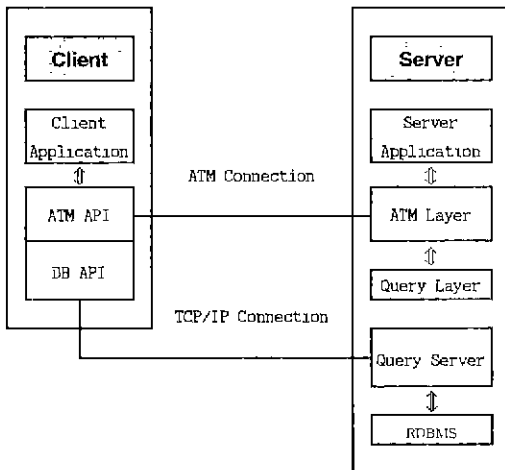 Client
Client
Application
ATM API
DB API
ATM Connection
TCP/IP Connection
Server
Server
Application
ATM Layer
Query Layer
Query Server
RDBMS